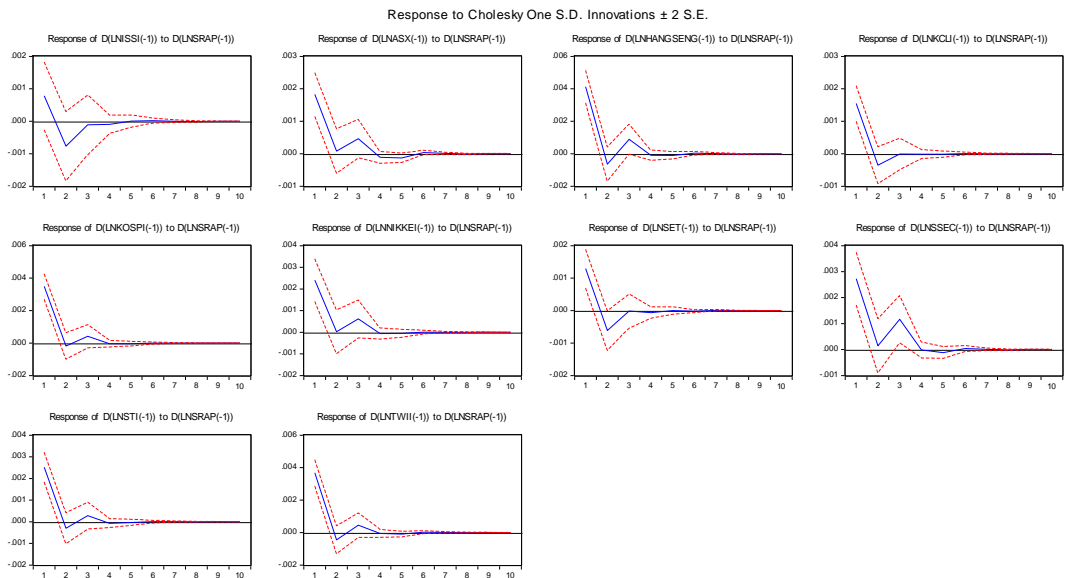 Response to Cholesky One S.D. Innovations ± 2 S.E.
Response of D(LNISSI(-1)) to D(LNSRAP(-1))
.002
.001
.000
-.001
-.002
1 2 3 4 5 6 7 8 9 10
Response of D(LNASX(-1)) to D(LNSRAP(-1))
.003
.002
.001
.000
-.001
1 2 3 4 5 6 7 8 9 10
Response of D(LNHANGSENG(-1)) to D(LNSRAP(-1))
.006
.004
.002
.000
-.002
1 2 3 4 5 6 7 8 9 10
Response of D(LNKCLI(-1)) to D(LNSRAP(-1))
.003
.002
.001
.000
-.001
1 2 3 4 5 6 7 8 9 10
Response of D(LNKOSPI(-1)) to D(LNSRAP(-1))
.006
.004
.002
.000
-.002
1 2 3 4 5 6 7 8 9 10
Response of D(LNNIKKEI(-1)) to D(LNSRAP(-1))
.004
.003
.002
.001
.000
-.001
-.002
1 2 3 4 5 6 7 8 9 10
Response of D(LNSET(-1)) to D(LNSRAP(-1))
.002
.001
.000
-.001
-.002
1 2 3 4 5 6 7 8 9 10
Response of D(LNSSEC(-1)) to D(LNSRAP(-1))
.004
.003
.002
.001
.000
-.001
1 2 3 4 5 6 7 8 9 10
Response of D(LNSTI(-1)) to D(LNSRAP(-1))
.004
.003
.002
.001
.000
-.001
-.002
1 2 3 4 5 6 7 8 9 10
Response of D(LNTWII(-1)) to D(LNSRAP(-1))
.006
.004
.002
.000
-.002
1 2 3 4 5 6 7 8 9 10